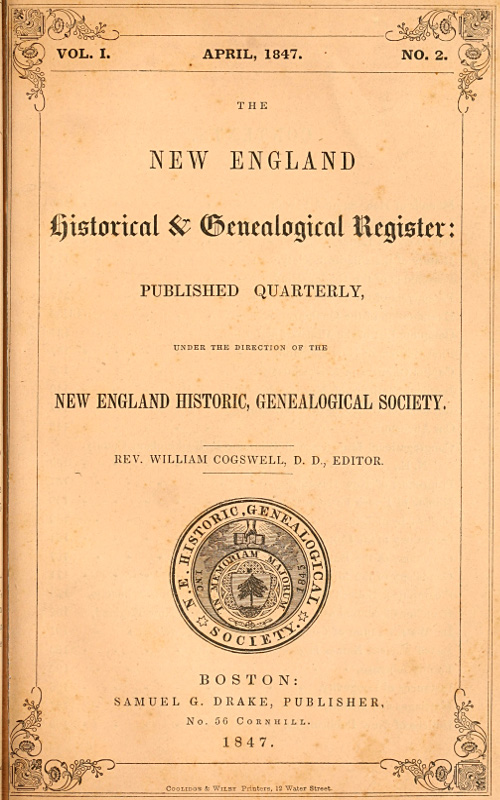 VOL. I. APRIL, 1847. NO. 2.
THE
NEW ENGLAND
Historical & Genealogical Register:
PUBLISHED QUARTERLY,
UNDER THE DIRECTION OF THE
NEW ENGLAND HISTORIC, GENEALOGICAL SOCIETY.
REV. WILLIAM COGSWELL, D. D., EDITOR.
N. E. HISTORIC, GENEALOGICAL SOCIETY.
IN MEMORIAM MAJORUM
INC.
1845
BOSTON:
SAMUEL G. DRAKE, PUBLISHER,
No. 56 CORNHILL.
1847.
COOLIDGE & WILEY Printers, 12 Water Street.